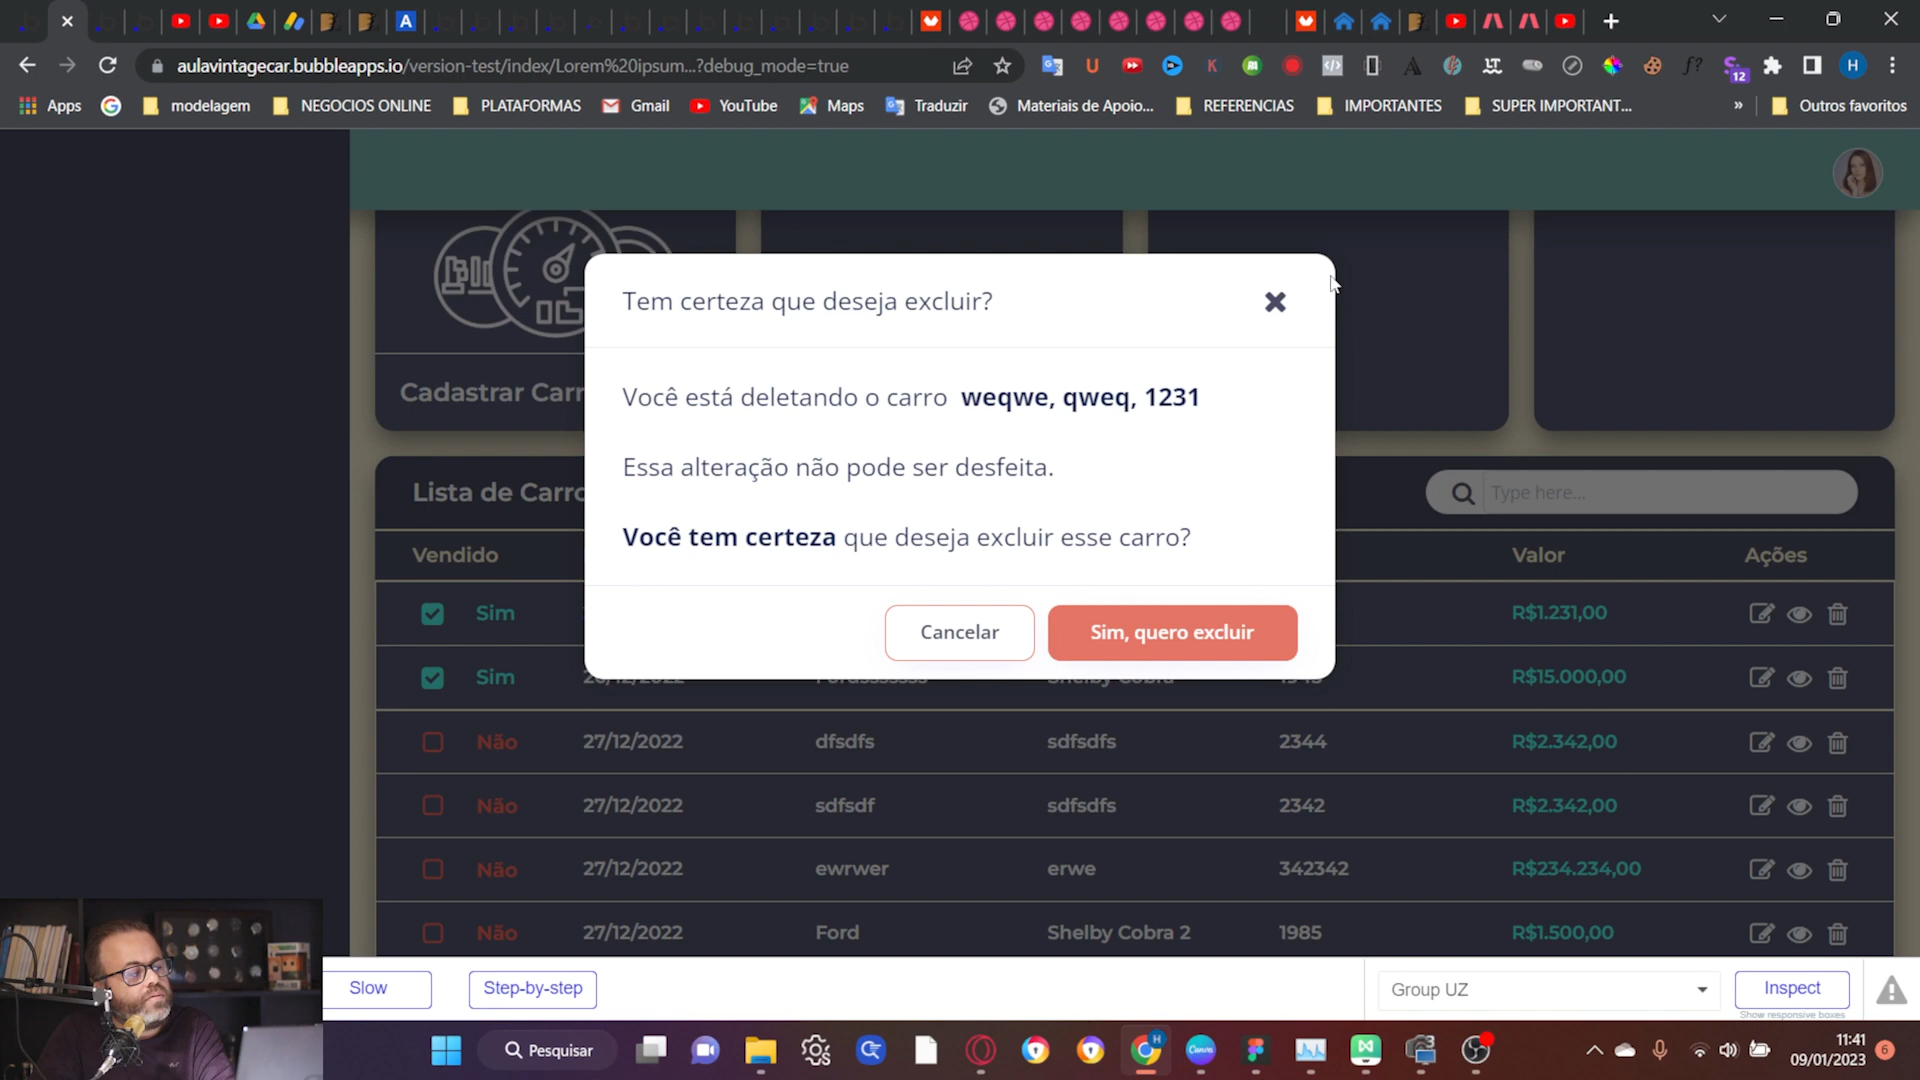 aulavintagecar.bubbleapps.io/version-test/index/Lorem%20ipsum...?debug_mode=true
Apps
modelagem
NEGOCIOS ONLINE
PLATAFORMAS
Gmail
YouTube
Maps
Traduzir
Materiais de Apoio...
REFERENCIAS
IMPORTANTES
SUPER IMPORTANT...
»
Outros favoritos
12
H
Cadastrar Carr
Tem certeza que deseja excluir?
Você está deletando o carro weqwe, qweq, 1231
Essa alteração não pode ser desfeita.
Você tem certeza que deseja excluir esse carro?
Cancelar
Sim, quero excluir
Lista de Carro
Type here...
Vendido
Valor
Ações
Sim
R$1.231,00
Sim
R$15.000,00
Não 27/12/2022 dfsdfs sdfsdfs 2344 R$2.342,00
Não 27/12/2022 sdfsdf sdfsdfs 2342 R$2.342,00
Não 27/12/2022 ewrwer erwe 342342 R$234.234,00
Não 27/12/2022 Ford Shelby Cobra 2 1985 R$1.500,00
Slow
Step-by-step
Group UZ
Inspect
Show responsive boxes
Pesquisar
11:41
09/01/2023
6